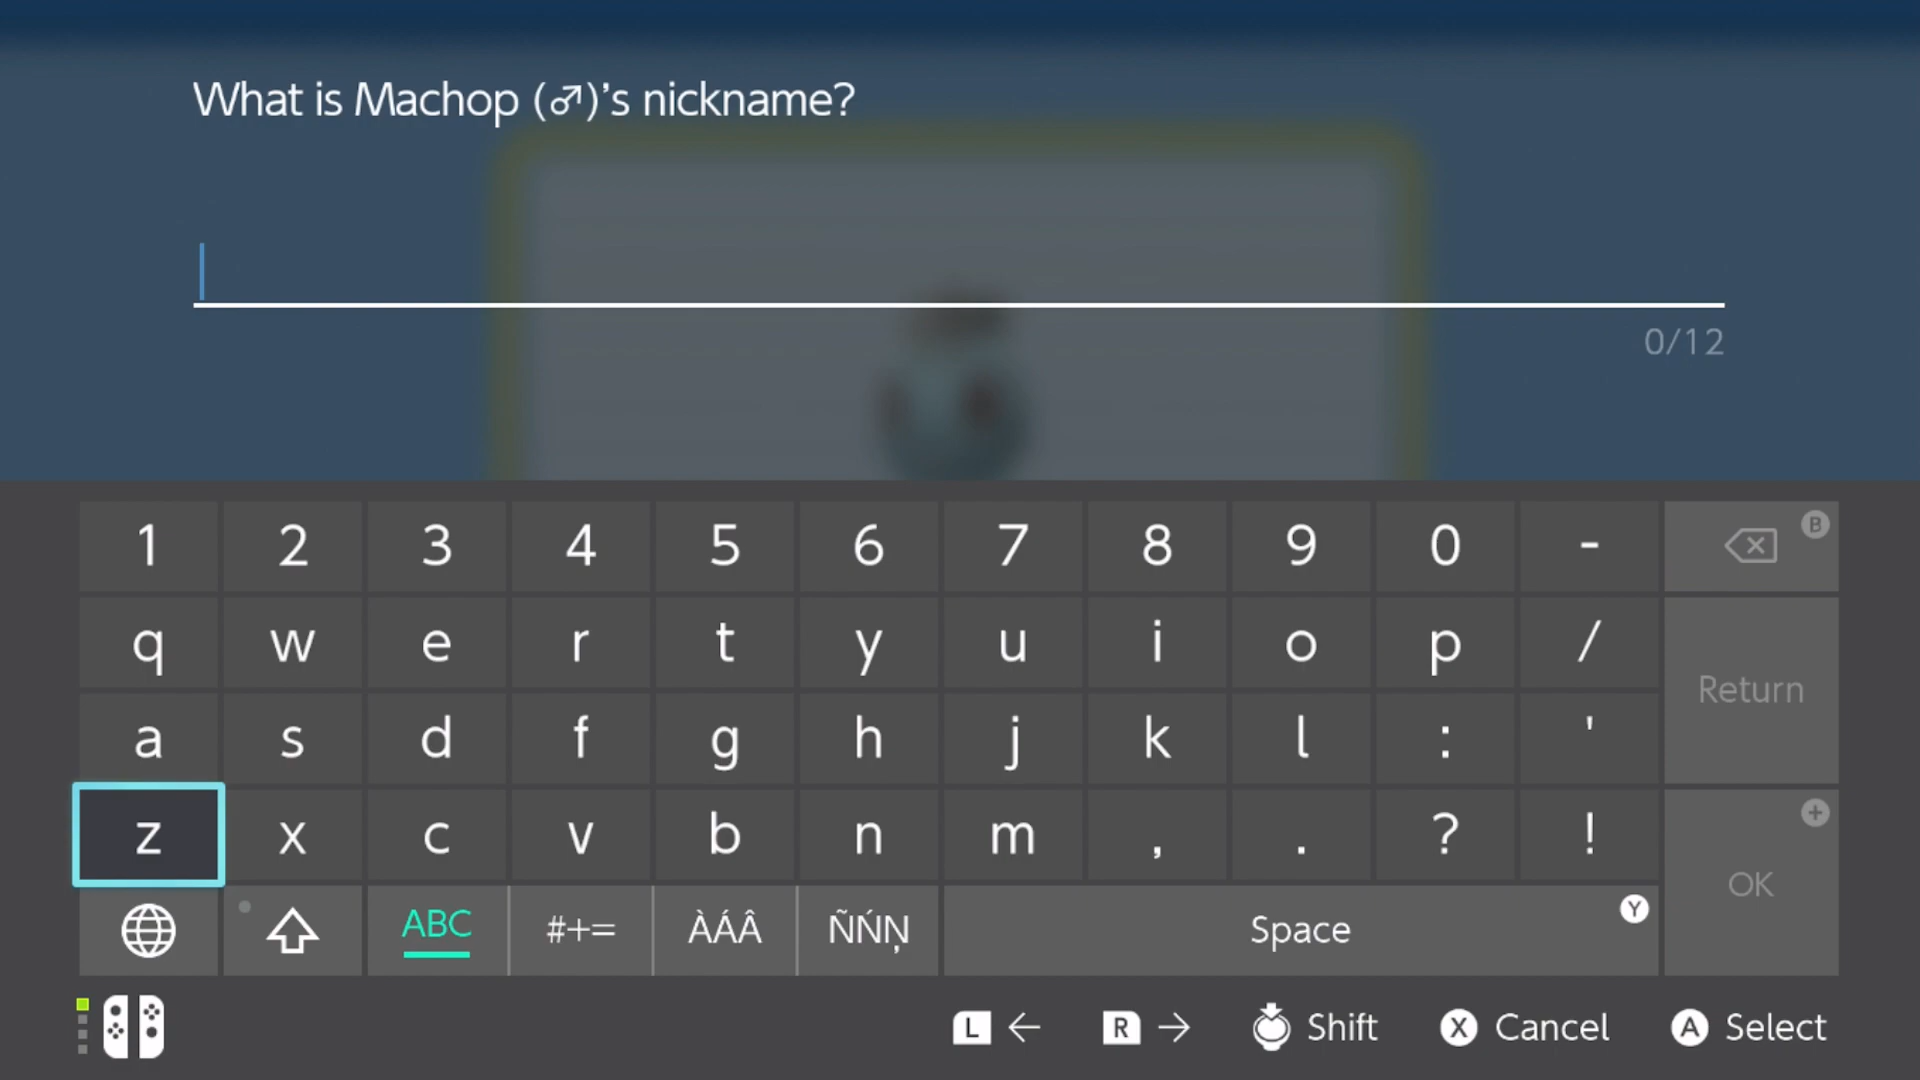 What is Machop (♂)’s nickname?
0/12
1 2 3 4 5 6 7 8 9 0 - B
q w e r t y u i o p / Return
a s d f g h j k l : '
z x c v b n m , . ? ! + OK
ABC #+= ÀÁÂ ÑŃŅ Space Y
L ← R → Shift X Cancel A Select